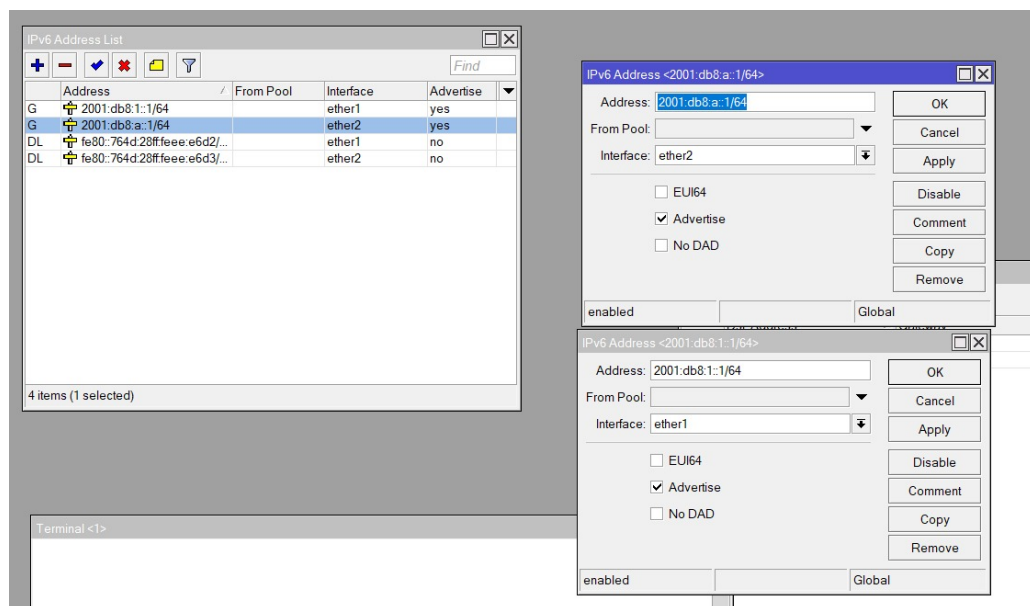 IPv6 Address List
Find
Address From Pool Interface Advertise
G 2001:db8:1::1/64 ether1 yes
G 2001:db8:a::1/64 ether2 yes
DL fe80::764d:28ff:feee:e6d2/... ether1 no
DL fe80::764d:28ff:feee:e6d3/... ether2 no
4 items (1 selected)
IPv6 Address <2001:db8:a::1/64>
Address: 2001:db8:a::1/64
From Pool:
Interface: ether2
EUI64
Advertise
No DAD
OK
Cancel
Apply
Disable
Comment
Copy
Remove
enabled Global
IPv6 Address <2001:db8:1::1/64>
Address: 2001:db8:1::1/64
From Pool:
Interface: ether1
EUI64
Advertise
No DAD
OK
Cancel
Apply
Disable
Comment
Copy
Remove
enabled Global
Terminal <1>